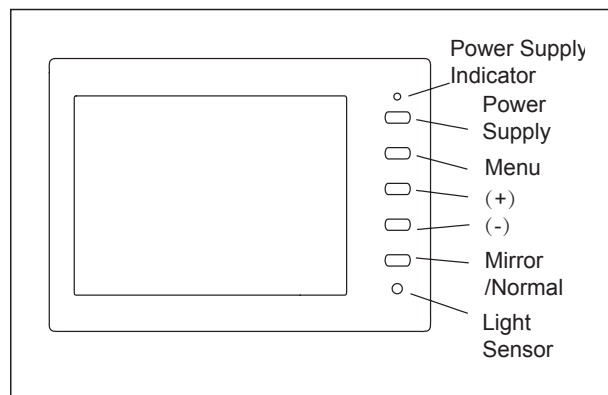 Power Supply
Indicator
Power
Supply
Menu
(+)
(-)
Mirror
/Normal
Light
Sensor